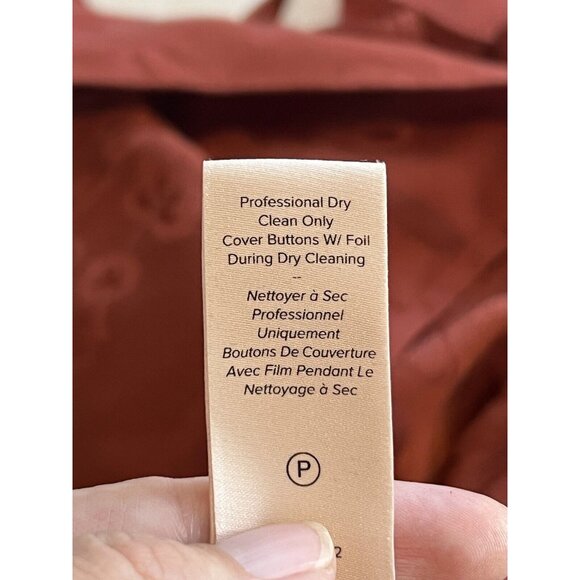 Professional Dry
Clean Only
Cover Buttons W/ Foil
During Dry Cleaning
--
Nettoyer à Sec
Professionnel
Uniquement
Boutons De Couverture
Avec Film Pendant Le
Nettoyage à Sec
P
2